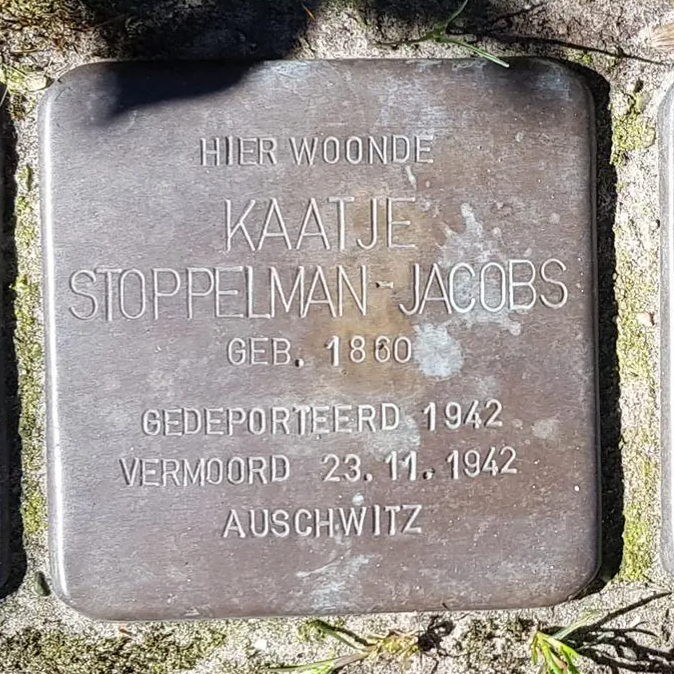 HIER WOONDE
KAATJE
STOPPELMAN-JACOBS
GEB. 1860
GEDEPORTEERD 1942
VERMOORD 23.11.1942
AUSCHWITZ